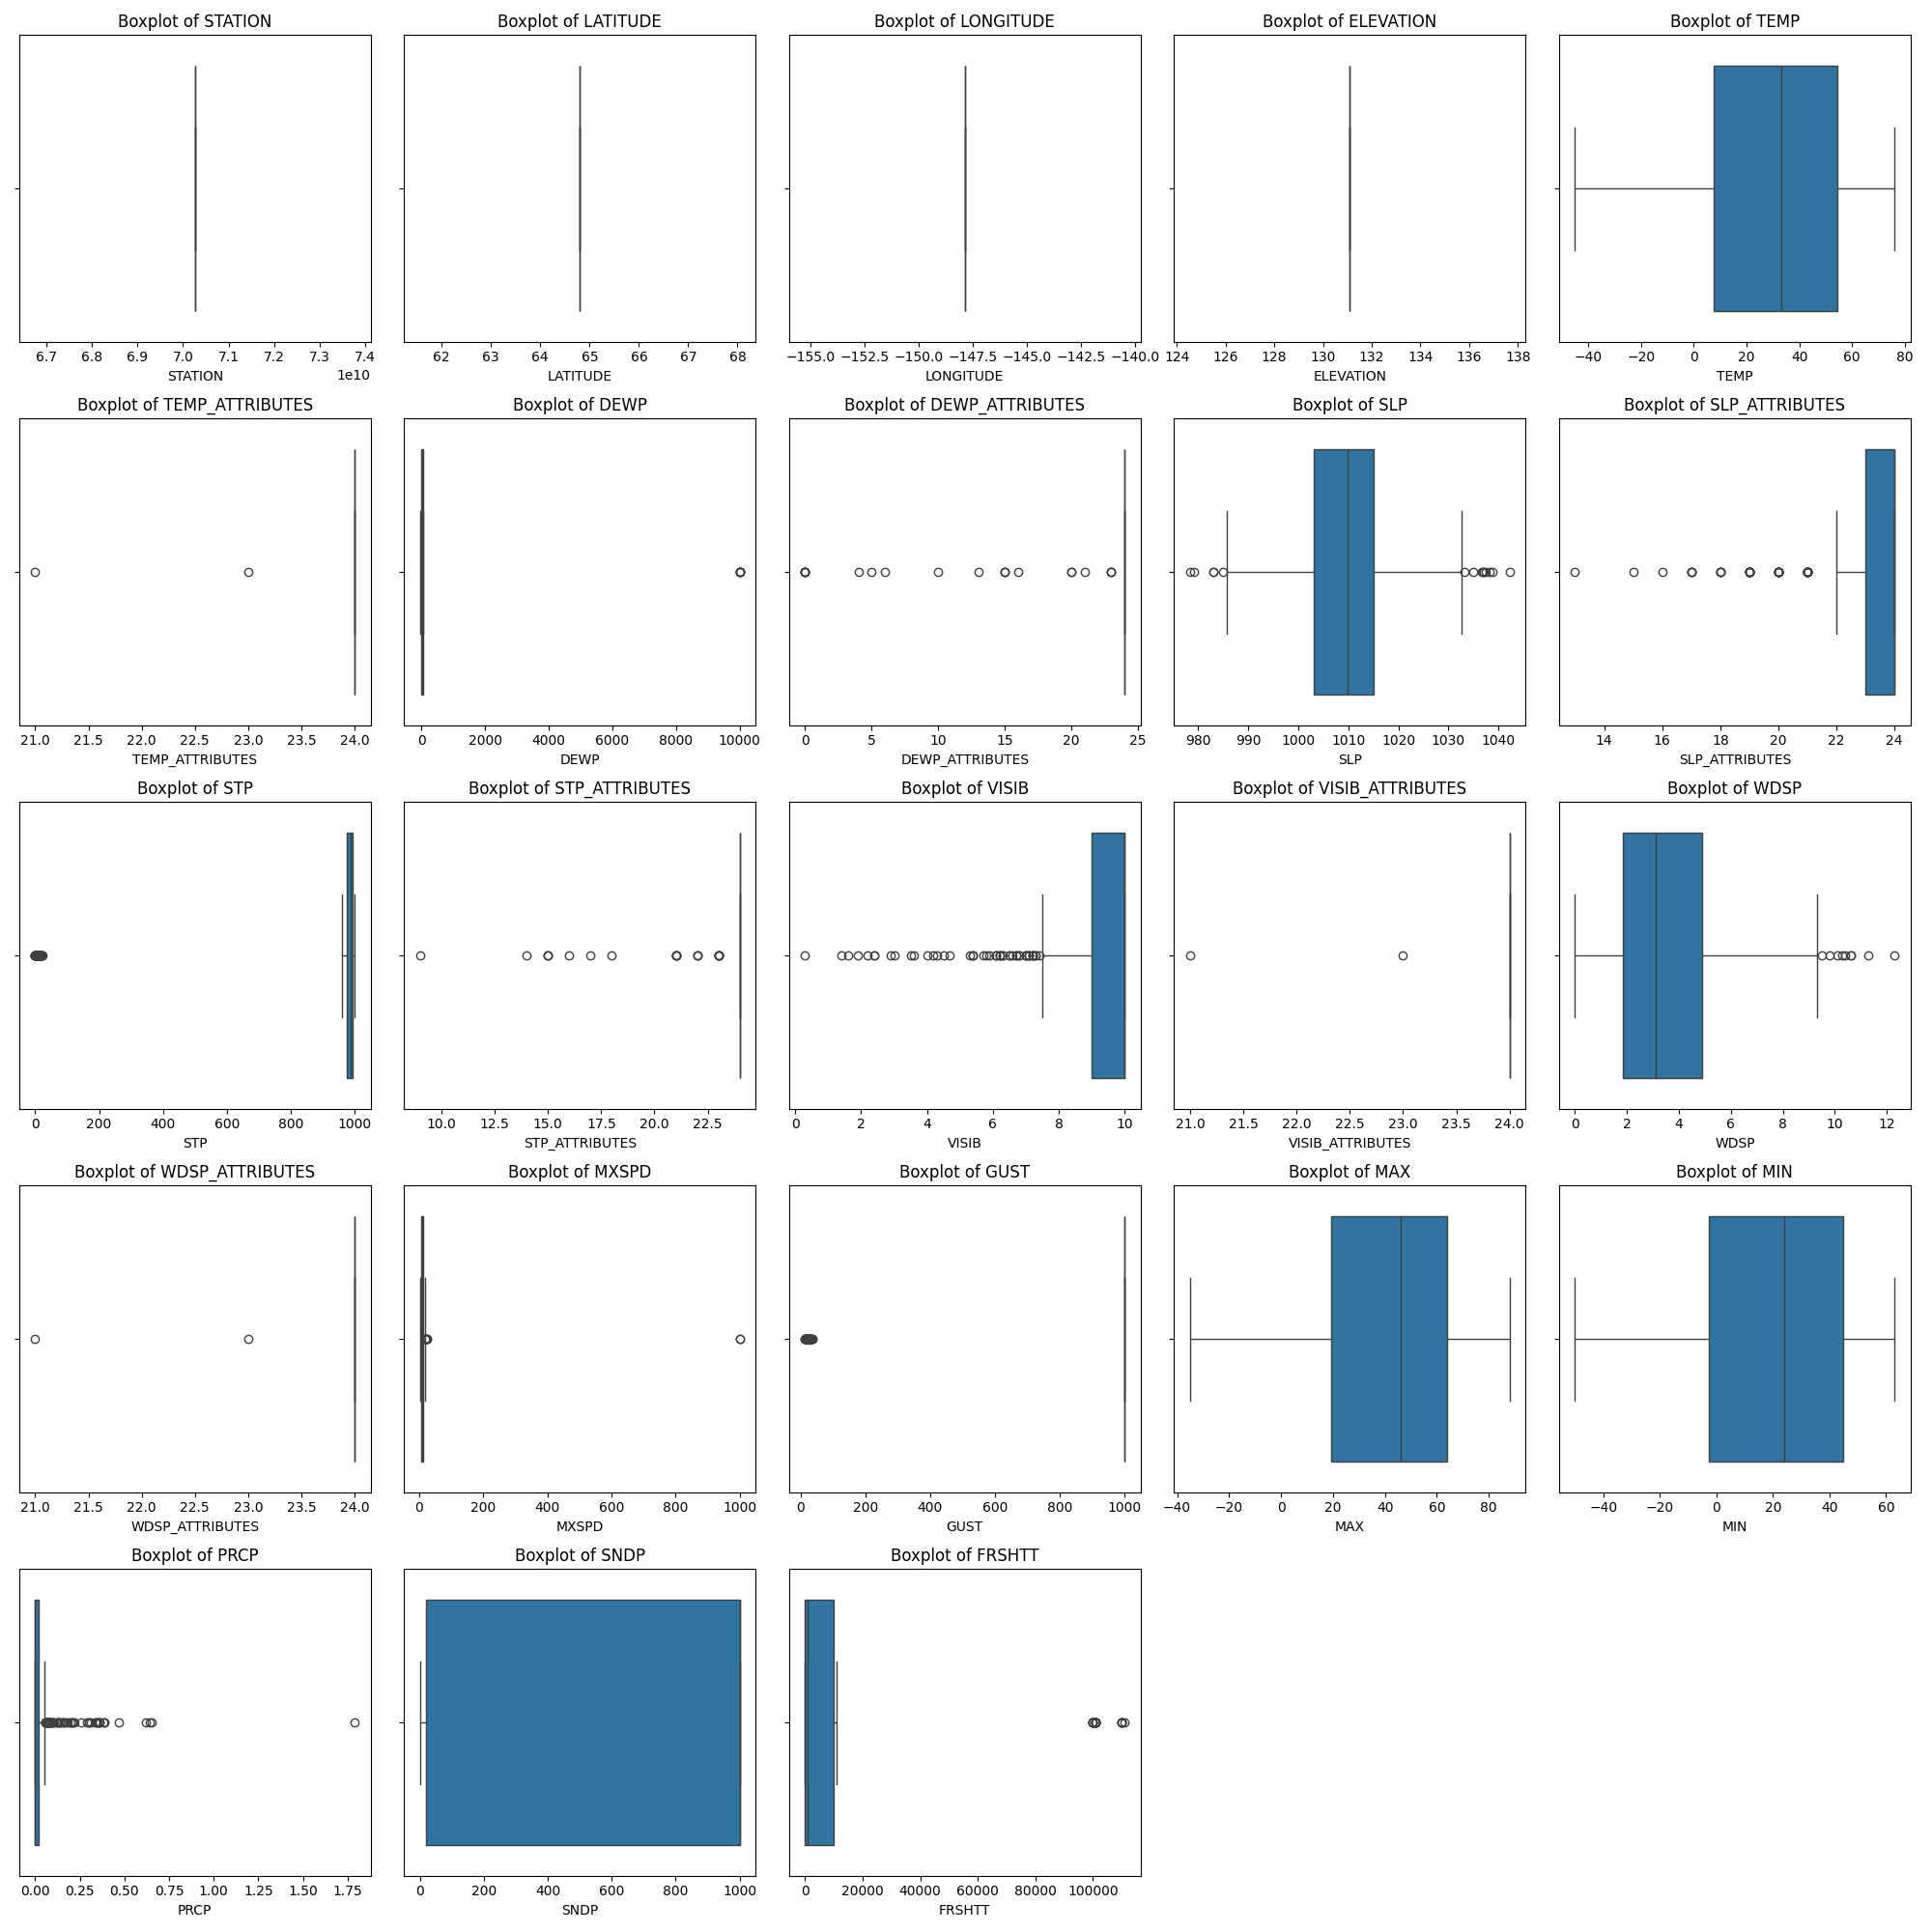 Boxplot of STATION Boxplot of LATITUDE Boxplot of LONGITUDE Boxplot of ELEVATION Boxplot of TEMP
6.7 6.8 6.9 7.0 7.1 7.2 7.3 7.4 62 63 64 65 66 67 68 −155.0 −152.5 −150.0 −147.5 −145.0 −142.5 −140.0 124 126 128 130 132 134 136 138 −40 −20 0 20 40 60 80
STATION 1e10 LATITUDE LONGITUDE ELEVATION TEMP
Boxplot of TEMP_ATTRIBUTES Boxplot of DEWP Boxplot of DEWP_ATTRIBUTES Boxplot of SLP Boxplot of SLP_ATTRIBUTES
21.0 21.5 22.0 22.5 23.0 23.5 24.0 0 2000 4000 6000 8000 10000 0 5 10 15 20 25 980 990 1000 1010 1020 1030 1040 14 16 18 20 22 24
TEMP_ATTRIBUTES DEWP DEWP_ATTRIBUTES SLP SLP_ATTRIBUTES
Boxplot of STP Boxplot of STP_ATTRIBUTES Boxplot of VISIB Boxplot of VISIB_ATTRIBUTES Boxplot of WDSP
0 200 400 600 800 1000 10.0 12.5 15.0 17.5 20.0 22.5 0 2 4 6 8 10 21.0 21.5 22.0 22.5 23.0 23.5 24.0 0 2 4 6 8 10 12
STP STP_ATTRIBUTES VISIB VISIB_ATTRIBUTES WDSP
Boxplot of WDSP_ATTRIBUTES Boxplot of MXSPD Boxplot of GUST Boxplot of MAX Boxplot of MIN
21.0 21.5 22.0 22.5 23.0 23.5 24.0 0 200 400 600 800 1000 0 200 400 600 800 1000 −40 −20 0 20 40 60 80 −40 −20 0 20 40 60
WDSP_ATTRIBUTES MXSPD GUST MAX MIN
Boxplot of PRCP Boxplot of SNDP Boxplot of FRSHTT
0.00 0.25 0.50 0.75 1.00 1.25 1.50 1.75 0 200 400 600 800 1000 0 20000 40000 60000 80000 100000
PRCP SNDP FRSHTT